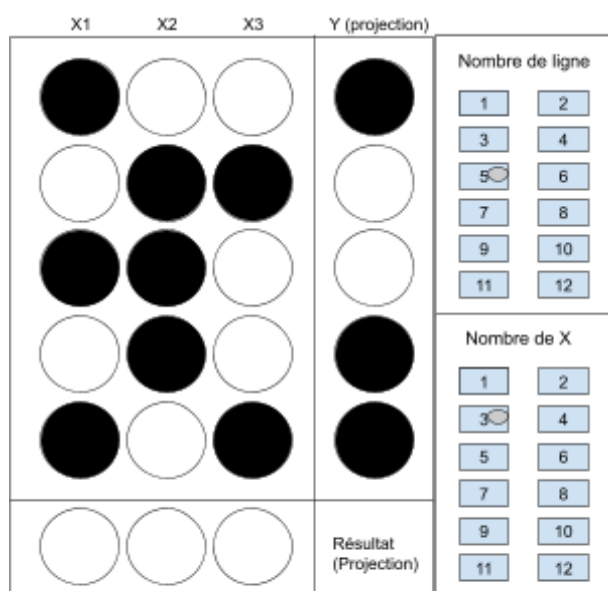 X1 X2 X3 Y (projection)
Nombre de ligne
1 2
3 4
5 6
7 8
9 10
11 12
Nombre de X
1 2
3 4
5 6
7 8
9 10
11 12
Résultat
(Projection)